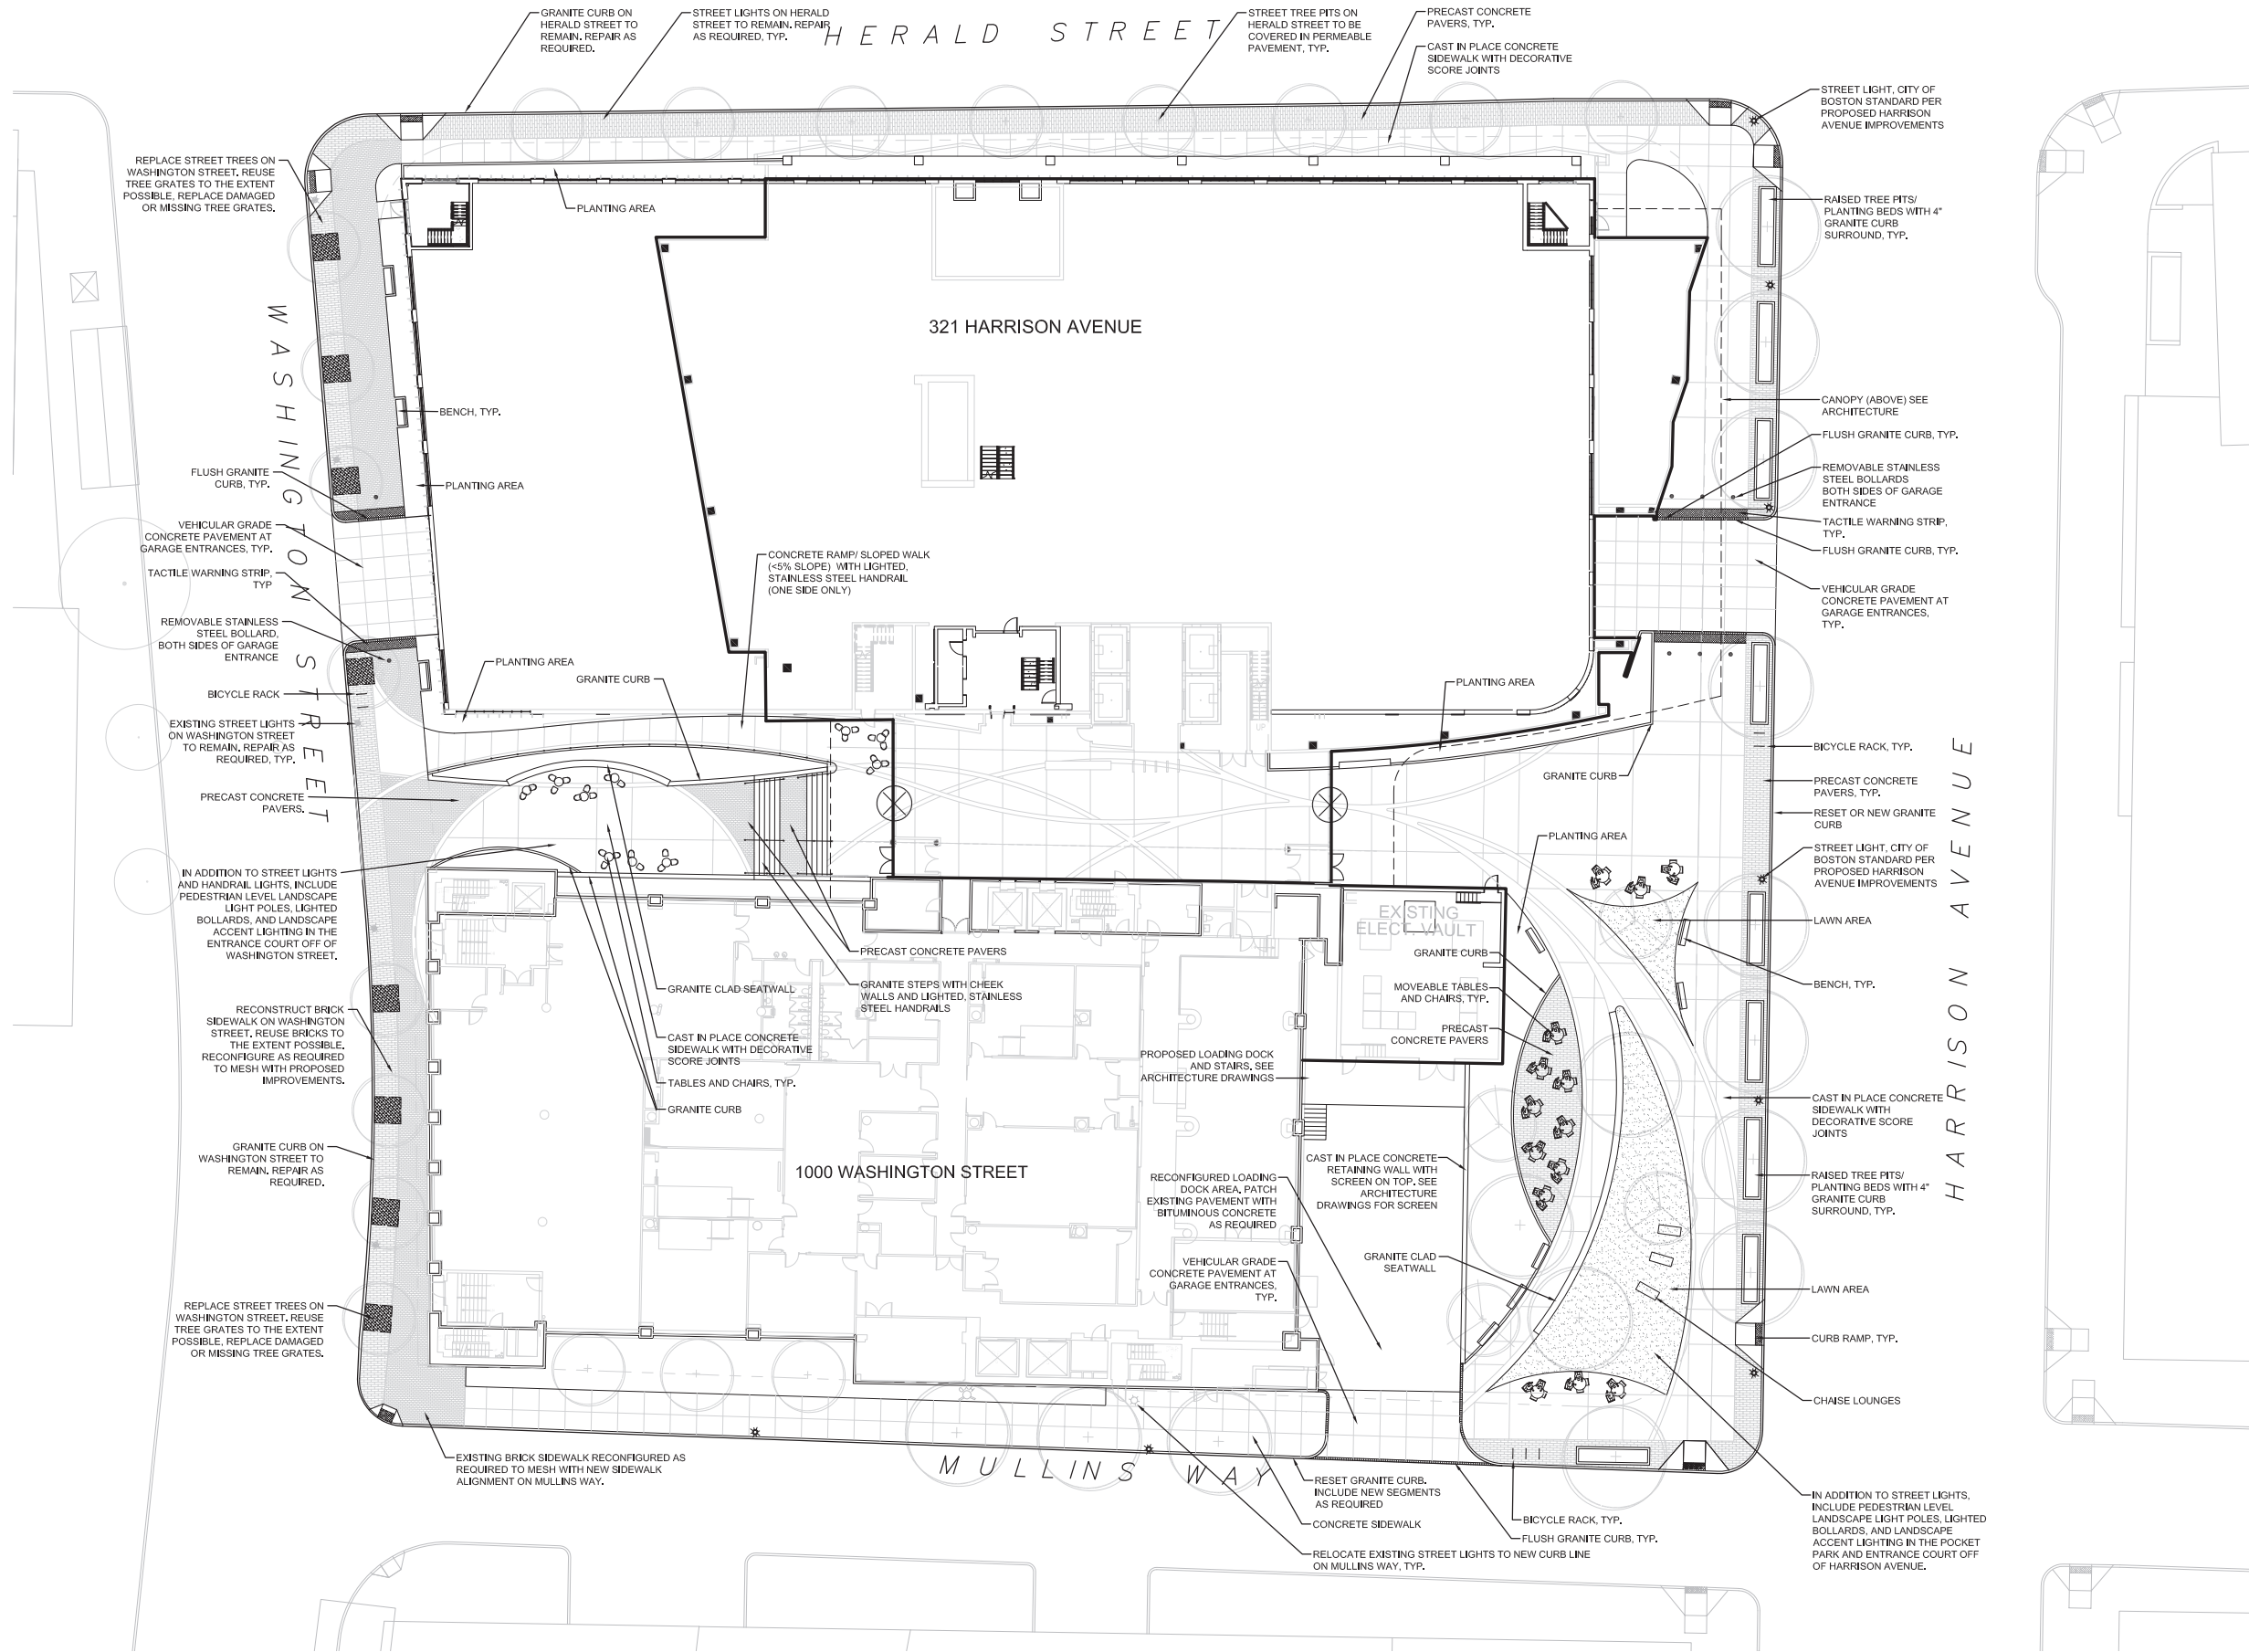 GRANITE CURB ON
HERALD STREET TO
REMAIN. REPAIR AS
REQUIRED.
STREET LIGHTS ON HERALD
STREET TO REMAIN. REPAIR
AS REQUIRED, TYP.
HERALD STREET
STREET TREE PITS ON
HERALD STREET TO BE
COVERED IN PERMEABLE
PAVEMENT, TYP.
PRECAST CONCRETE
PAVERS, TYP.
CAST IN PLACE CONCRETE
SIDEWALK WITH DECORATIVE
SCORE JOINTS
STREET LIGHT, CITY OF
BOSTON STANDARD PER
PROPOSED HARRISON
AVENUE IMPROVEMENTS
REPLACE STREET TREES ON
WASHINGTON STREET. REUSE
TREE GRATES TO THE EXTENT
POSSIBLE, REPLACE DAMAGED
OR MISSING TREE GRATES.
PLANTING AREA
RAISED TREE PITS/
PLANTING BEDS WITH 4"
GRANITE CURB
SURROUND, TYP.
321 HARRISON AVENUE
WASHINGTON STREET
BENCH, TYP.
CANOPY (ABOVE) SEE
ARCHITECTURE
FLUSH GRANITE CURB, TYP.
FLUSH GRANITE
CURB, TYP.
PLANTING AREA
REMOVABLE STAINLESS
STEEL BOLLARDS
BOTH SIDES OF GARAGE
ENTRANCE
VEHICULAR GRADE
CONCRETE PAVEMENT AT
GARAGE ENTRANCES, TYP.
TACTILE WARNING STRIP,
TYP.
FLUSH GRANITE CURB, TYP.
CONCRETE RAMP/ SLOPED WALK
(<5% SLOPE) WITH LIGHTED,
STAINLESS STEEL HANDRAIL
(ONE SIDE ONLY)
TACTILE WARNING STRIP,
TYP
VEHICULAR GRADE
CONCRETE PAVEMENT AT
GARAGE ENTRANCES,
TYP.
REMOVABLE STAINLESS
STEEL BOLLARD,
BOTH SIDES OF GARAGE
ENTRANCE
PLANTING AREA
GRANITE CURB
PLANTING AREA
BICYCLE RACK
EXISTING STREET LIGHTS
ON WASHINGTON STREET
TO REMAIN. REPAIR AS
REQUIRED, TYP.
BICYCLE RACK, TYP.
GRANITE CURB
PRECAST CONCRETE
PAVERS, TYP.
PRECAST CONCRETE
PAVERS.
RESET OR NEW GRANITE
CURB
HARRISON AVENUE
PLANTING AREA
STREET LIGHT, CITY OF
BOSTON STANDARD PER
PROPOSED HARRISON
AVENUE IMPROVEMENTS
IN ADDITION TO STREET LIGHTS
AND HANDRAIL LIGHTS, INCLUDE
PEDESTRIAN LEVEL LANDSCAPE
LIGHT POLES, LIGHTED
BOLLARDS, AND LANDSCAPE
ACCENT LIGHTING IN THE
ENTRANCE COURT OFF OF
WASHINGTON STREET.
EXISTING
ELECT. VAULT
LAWN AREA
PRECAST CONCRETE PAVERS
GRANITE CURB
GRANITE CLAD SEATWALL
GRANITE STEPS WITH CHEEK
WALLS AND LIGHTED, STAINLESS
STEEL HANDRAILS
MOVEABLE TABLES
AND CHAIRS, TYP.
BENCH, TYP.
RECONSTRUCT BRICK
SIDEWALK ON WASHINGTON
STREET, REUSE BRICKS TO
THE EXTENT POSSIBLE.
RECONFIGURE AS REQUIRED
TO MESH WITH PROPOSED
IMPROVEMENTS.
CAST IN PLACE CONCRETE
SIDEWALK WITH DECORATIVE
SCORE JOINTS
PRECAST
CONCRETE PAVERS
PROPOSED LOADING DOCK
AND STAIRS. SEE
ARCHITECTURE DRAWINGS
TABLES AND CHAIRS, TYP.
GRANITE CURB
CAST IN PLACE CONCRETE
SIDEWALK WITH
DECORATIVE SCORE
JOINTS
GRANITE CURB ON
WASHINGTON STREET TO
REMAIN. REPAIR AS
REQUIRED.
1000 WASHINGTON STREET
CAST IN PLACE CONCRETE
RETAINING WALL WITH
SCREEN ON TOP. SEE
ARCHITECTURE
DRAWINGS FOR SCREEN
RECONFIGURED LOADING
DOCK AREA. PATCH
EXISTING PAVEMENT WITH
BITUMINOUS CONCRETE
AS REQUIRED
RAISED TREE PITS/
PLANTING BEDS WITH 4"
GRANITE CURB
SURROUND, TYP.
GRANITE CLAD
SEATWALL
VEHICULAR GRADE
CONCRETE PAVEMENT AT
GARAGE ENTRANCES,
TYP.
LAWN AREA
REPLACE STREET TREES ON
WASHINGTON STREET. REUSE
TREE GRATES TO THE EXTENT
POSSIBLE, REPLACE DAMAGED
OR MISSING TREE GRATES.
CURB RAMP, TYP.
CHAISE LOUNGES
EXISTING BRICK SIDEWALK RECONFIGURED AS
REQUIRED TO MESH WITH NEW SIDEWALK
ALIGNMENT ON MULLINS WAY.
MULLINS WAY
RESET GRANITE CURB.
INCLUDE NEW SEGMENTS
AS REQUIRED
CONCRETE SIDEWALK
BICYCLE RACK, TYP.
FLUSH GRANITE CURB, TYP.
RELOCATE EXISTING STREET LIGHTS TO NEW CURB LINE
ON MULLINS WAY, TYP.
IN ADDITION TO STREET LIGHTS,
INCLUDE PEDESTRIAN LEVEL
LANDSCAPE LIGHT POLES, LIGHTED
BOLLARDS, AND LANDSCAPE
ACCENT LIGHTING IN THE POCKET
PARK AND ENTRANCE COURT OFF
OF HARRISON AVENUE.